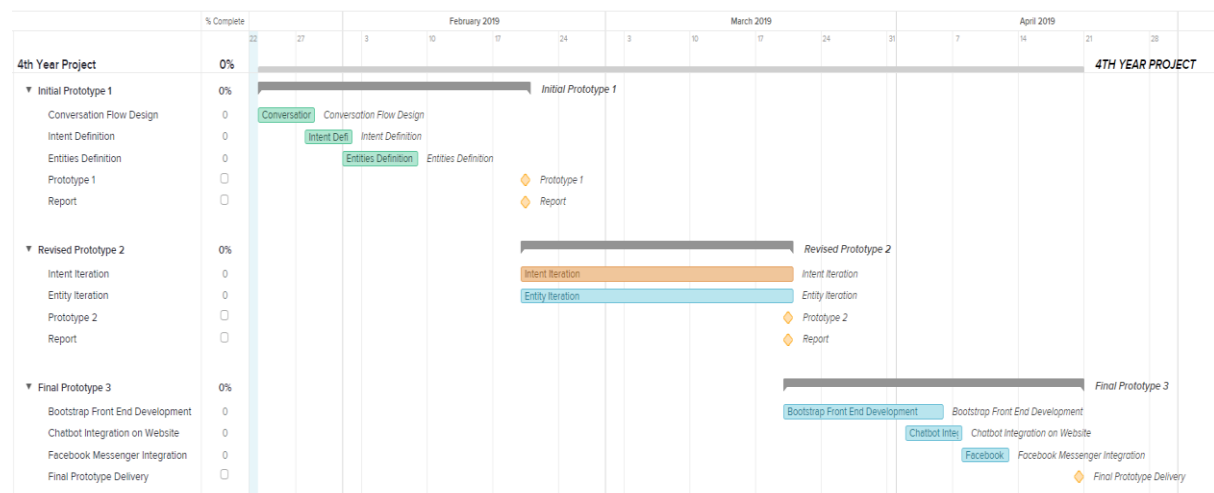 % Complete February 2019 March 2019 April 2019
22 27 3 10 17 24 3 10 17 24 31 7 14 21 28
4th Year Project 0% 4TH YEAR PROJECT
Initial Prototype 1 0% Initial Prototype 1
Conversation Flow Design 0 Conversatior Conversation Flow Design
Intent Definition 0 Intent Defi Intent Definition
Entities Definition 0 Entities Definition Entities Definition
Prototype 1 Prototype 1
Report Report
Revised Prototype 2 0% Revised Prototype 2
Intent Iteration 0 Intent Iteration Intent Iteration
Entity Iteration 0 Entity Iteration Entity Iteration
Prototype 2 Prototype 2
Report Report
Final Prototype 3 0% Final Prototype 3
Bootstrap Front End Development 0 Bootstrap Front End Development Bootstrap Front End Development
Chatbot Integration on Website 0 Chatbot Integ Chatbot Integration on Website
Facebook Messenger Integration 0 Facebook Facebook Messenger Integration
Final Prototype Delivery Final Prototype Delivery